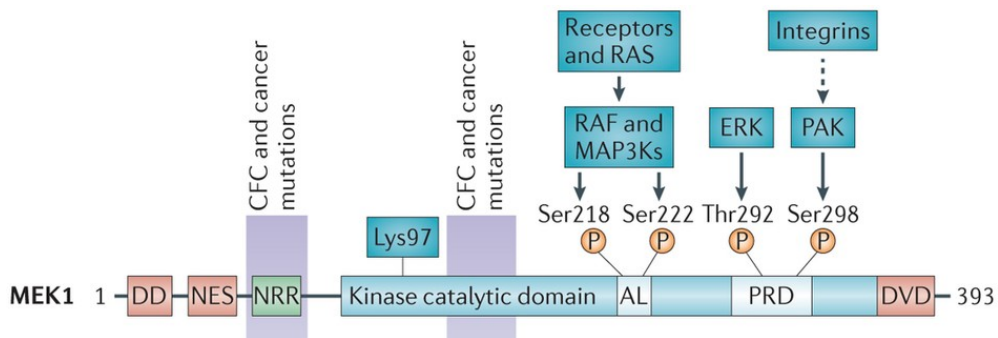 CFC and cancer
mutations
CFC and cancer
mutations
Receptors
and RAS
Integrins
RAF and
MAP3Ks
ERK
PAK
Ser218
Ser222
Thr292
Ser298
Lys97
P
P
P
P
MEK1
1
DD
NES
NRR
Kinase catalytic domain
AL
PRD
DVD
393